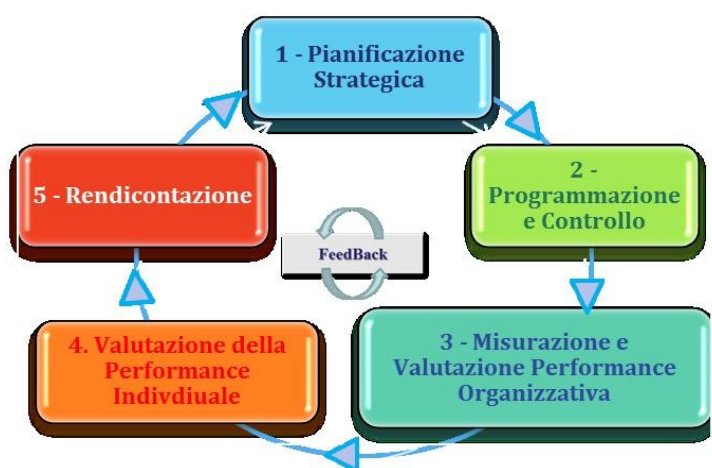 1 - Pianificazione
Strategica
2 -
Programmazione
e Controllo
3 - Misurazione e
Valutazione Performance
Organizzativa
4. Valutazione della
Performance
Indivdiuale
5 - Rendicontazione
FeedBack